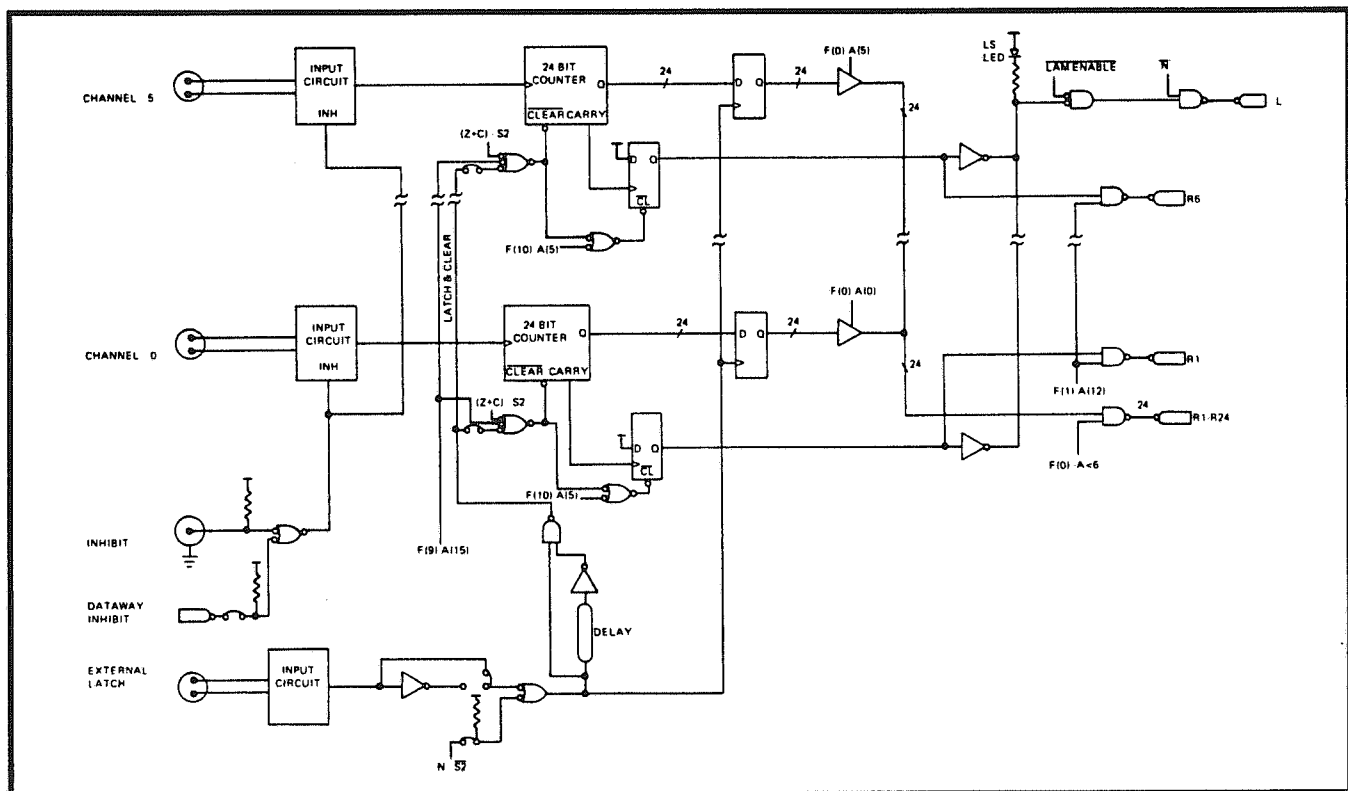 LS
LED
F(0) A(5)
INPUT
CIRCUIT
INH
24 BIT
COUNTER
Q
CLEAR CARRY
24
D Q
24
LAM ENABLE
N
L
CHANNEL 5
24
(Z+C) · S2
D Q
CL
R6
F(10) A(5)
LATCH & CLEAR
F(0) A(0)
INPUT
CIRCUIT
INH
24 BIT
COUNTER
Q
CLEAR CARRY
24
D Q
24
CHANNEL 0
24
R1
F(1) A(12)
(Z+C) S2
24
R1-R24
D Q
CL
F(0) · A<6
F(10) A(5)
INHIBIT
F(9) A(15)
DATAWAY
INHIBIT
DELAY
EXTERNAL
LATCH
INPUT
CIRCUIT
N S2